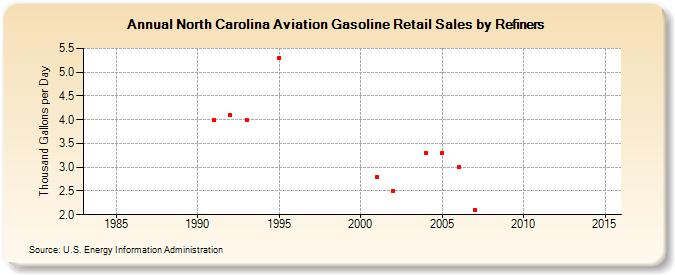 Annual North Carolina Aviation Gasoline Retail Sales by Refiners
Thousand Gallons per Day
5.5
5.0
4.5
4.0
3.5
3.0
2.5
2.0
1985 1990 1995 2000 2005 2010 2015
Source: U.S. Energy Information Administration